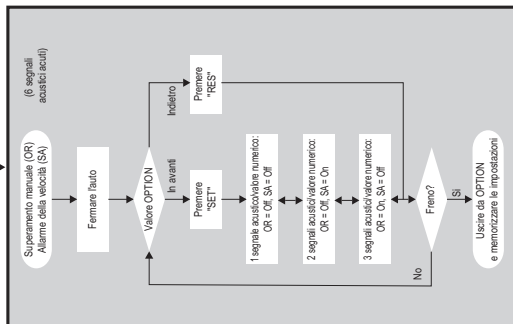 Superamento manuale (OR)
Allarme della velocità (SA)
(6 segnali
acustici acuti)
Fermare l'auto
Valore OPTION
In avanti
Indietro
Premere
"SET"
Premere
"RES"
1 segnale acustico/valore numerico:
OR = Off, SA = Off
2 segnali acustici/valore numerico:
OR = Off, SA = On
3 segnali acustici/valore numerico:
OR = On, SA = Off
Freno?
No
Si
Uscire da OPTION
e memorizzare le impostazioni